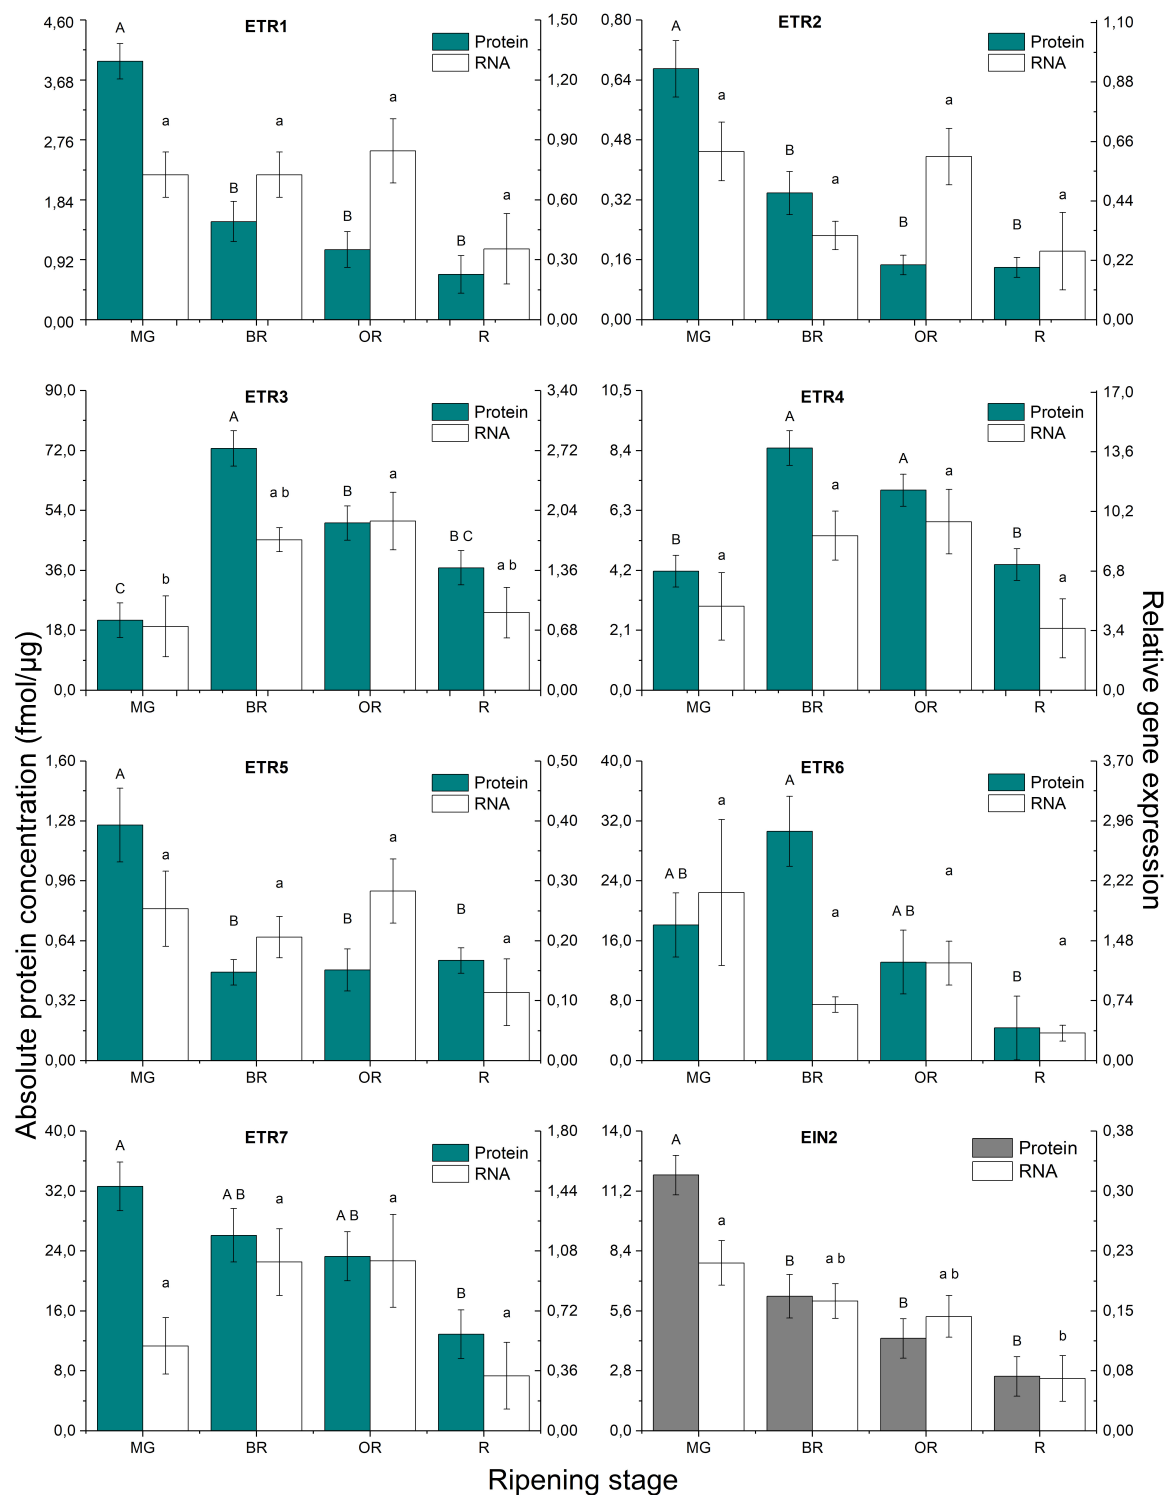 Absolute protein concentration (fmol/µg)
Relative gene expression
Ripening stage
ETR1
Protein
RNA
4,60
3,68
2,76
1,84
0,92
0,00
1,50
1,20
0,90
0,60
0,30
0,00
A
a
B
a
B
a
B
a
MG BR OR R
ETR2
Protein
RNA
0,80
0,64
0,48
0,32
0,16
0,00
1,10
0,88
0,66
0,44
0,22
0,00
A
a
B
a
B
a
B
a
MG BR OR R
ETR3
Protein
RNA
90,0
72,0
54,0
36,0
18,0
0,0
3,40
2,72
2,04
1,36
0,68
0,00
C
b
A
a b
B
a
B C
a b
MG BR OR R
ETR4
Protein
RNA
10,5
8,4
6,3
4,2
2,1
0,0
17,0
13,6
10,2
6,8
3,4
0,0
B
a
A
a
A
a
B
a
MG BR OR R
ETR5
Protein
RNA
1,60
1,28
0,96
0,64
0,32
0,00
0,50
0,40
0,30
0,20
0,10
0,00
A
a
B
a
B
a
B
a
MG BR OR R
ETR6
Protein
RNA
40,0
32,0
24,0
16,0
8,0
0,0
3,70
2,96
2,22
1,48
0,74
0,00
A B
a
A
a
A B
a
B
a
MG BR OR R
ETR7
Protein
RNA
40,0
32,0
24,0
16,0
8,0
0,0
1,80
1,44
1,08
0,72
0,36
0,00
A
a
A B
a
A B
a
B
a
MG BR OR R
EIN2
Protein
RNA
14,0
11,2
8,4
5,6
2,8
0,0
0,38
0,30
0,23
0,15
0,08
0,00
A
a
B
a b
B
a b
B
b
MG BR OR R